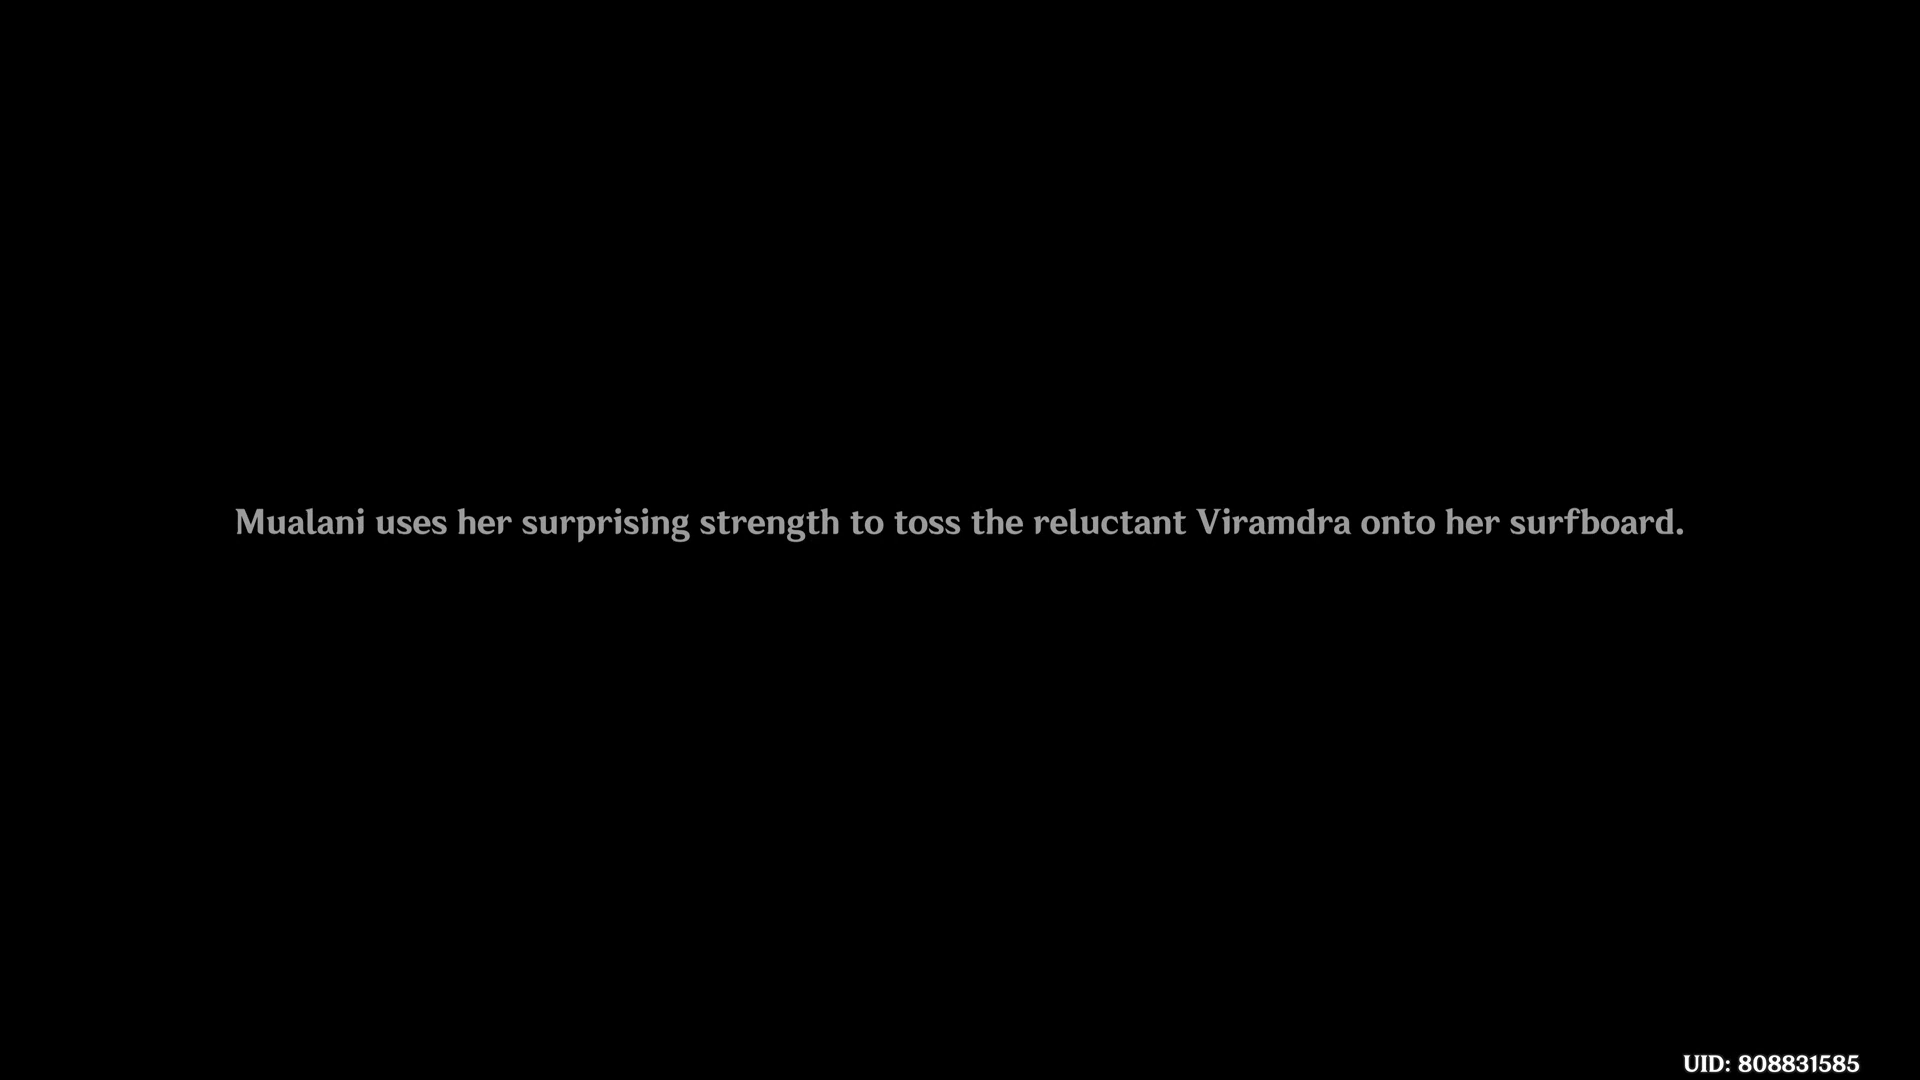 Mualani uses her surprising strength to toss the reluctant Viramdra onto her surfboard.
UID: 808831585